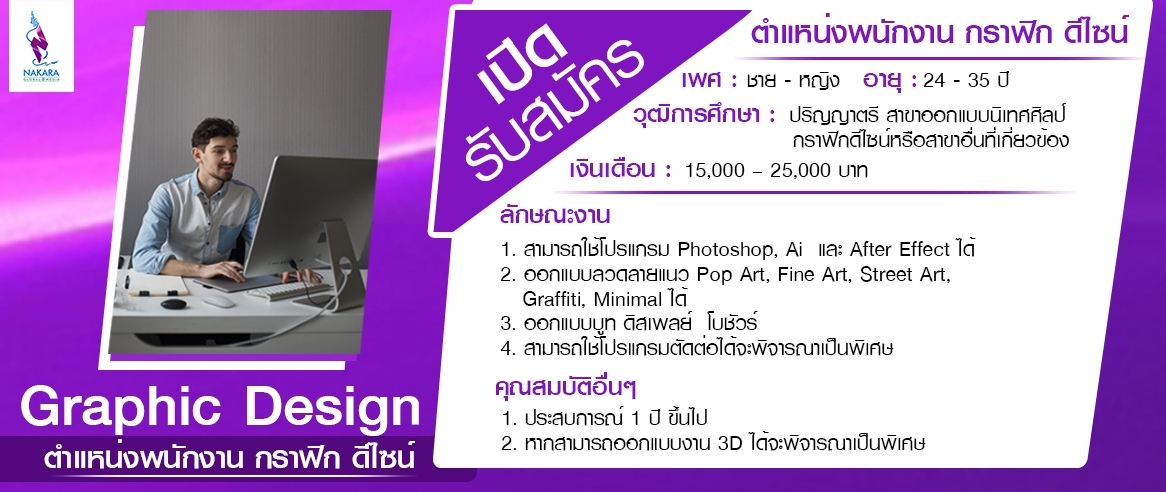 NAKARA
GLOBAL MEDIA
เปิด
รับสมัคร
ตำแหน่งพนักงาน กราฟิก ดีไซน์
เพศ : ชาย - หญิง อายุ : 24 - 35 ปี
วุฒิการศึกษา : ปริญญาตรี สาขาออกแบบนิเทศศิลป์
กราฟิกดีไซน์หรือสาขาอื่นที่เกี่ยวข้อง
เงินเดือน : 15,000 – 25,000 บาท
ลักษณะงาน
1. สามารถใช้โปรแกรม Photoshop, Ai และ After Effect ได้
2. ออกแบบลวดลายแนว Pop Art, Fine Art, Street Art,
Graffiti, Minimal ได้
3. ออกแบบบูท ดิสเพลย์ โบชัวร์
4. สามารถใช้โปรแกรมตัดต่อได้จะพิจารณาเป็นพิเศษ
คุณสมบัติอื่นๆ
1. ประสบการณ์ 1 ปี ขึ้นไป
2. หากสามารถออกแบบงาน 3D ได้จะพิจารณาเป็นพิเศษ
Graphic Design
ตำแหน่งพนักงาน กราฟิก ดีไซน์